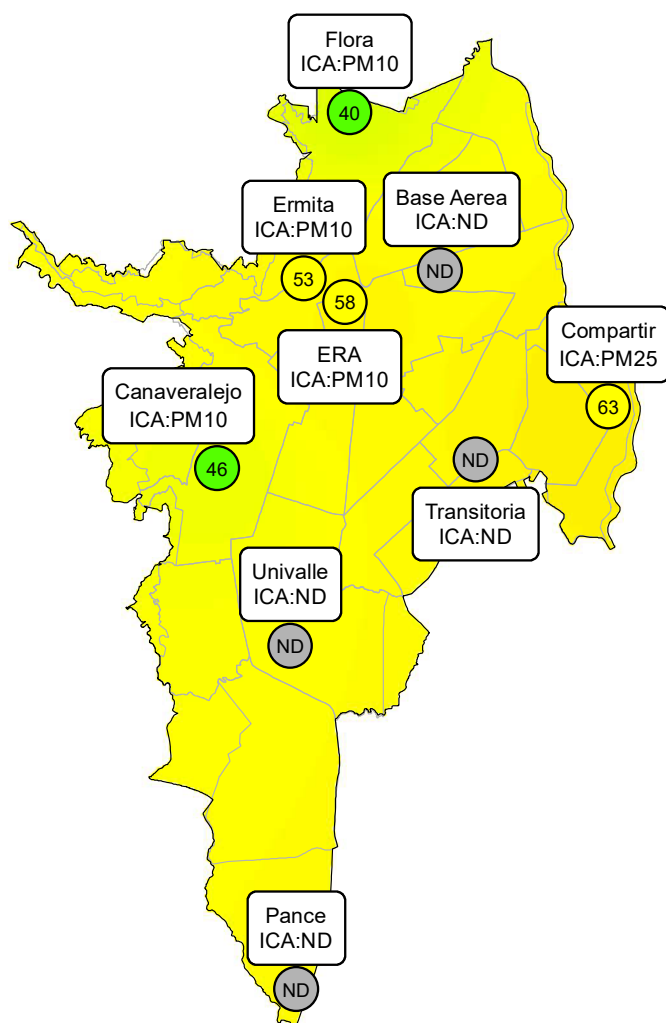 Flora
ICA:PM10
40
Ermita
ICA:PM10
53
Base Aerea
ICA:ND
ND
58
ERA
ICA:PM10
Compartir
ICA:PM25
63
Canaveralejo
ICA:PM10
46
ND
Transitoria
ICA:ND
Univalle
ICA:ND
ND
Pance
ICA:ND
ND